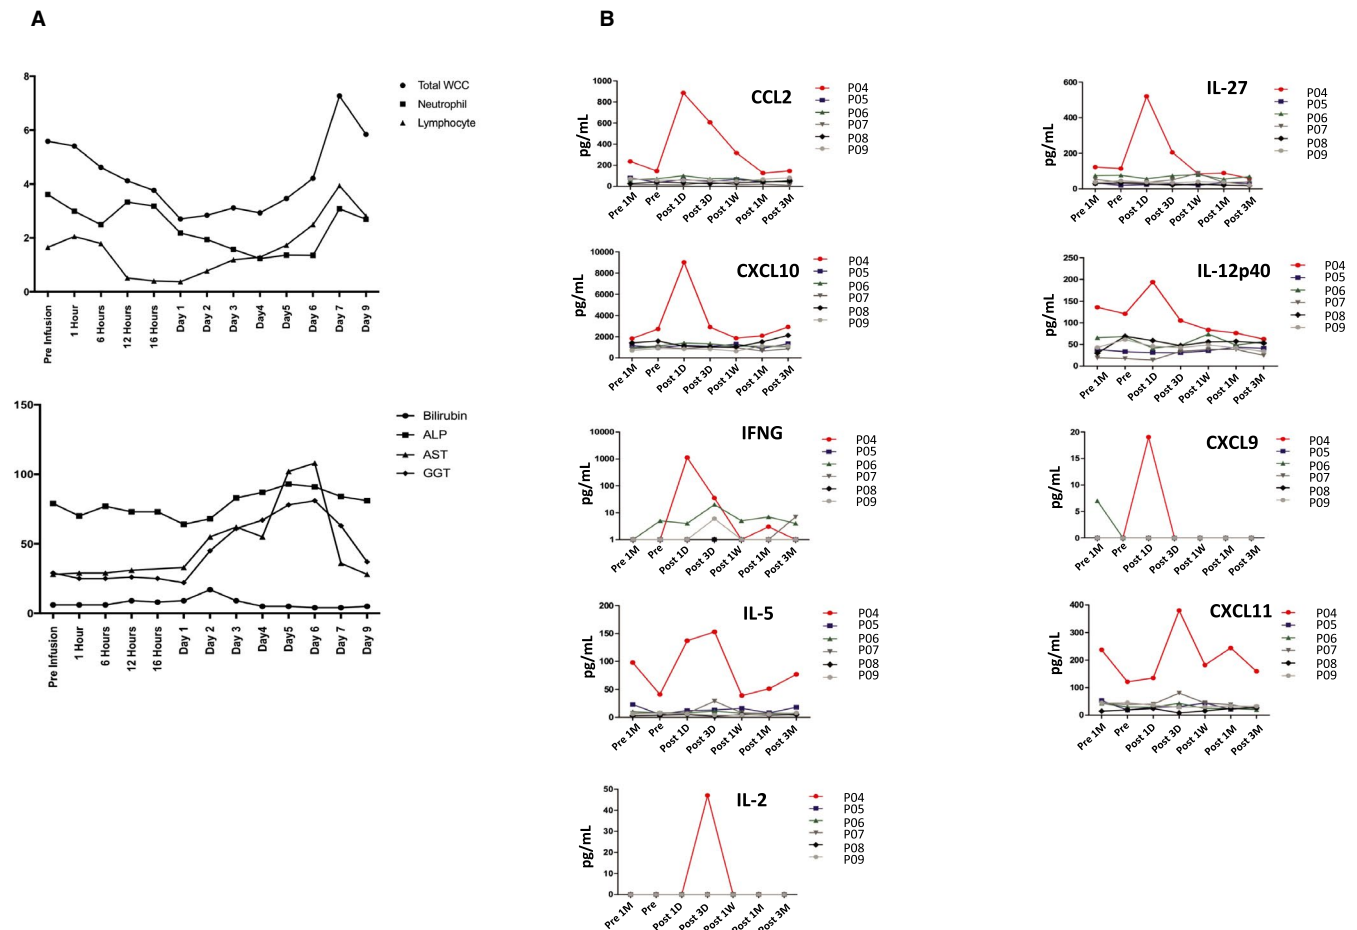 A
B
8
6
4
2
0
Total WCC
Neutrophil
Lymphocyte
Pre Infusion
1 Hour
6 Hours
12 Hours
16 Hours
Day 1
Day 2
Day 3
Day4
Day5
Day 6
Day 7
Day 9
150
100
50
0
Bilirubin
ALP
AST
GGT
Pre Infusion
1 Hour
6 Hours
12 Hours
16 Hours
Day 1
Day 2
Day 3
Day4
Day5
Day 6
Day 7
Day 9
CCL2
pg/mL
1000
800
600
400
200
0
Pre 1M
Pre
Post 1D
Post 3D
Post 1W
Post 1M
Post 3M
P04
P05
P06
P07
P08
P09
CXCL10
pg/mL
10000
8000
6000
4000
2000
0
Pre 1M
Pre
Post 1D
Post 3D
Post 1W
Post 1M
Post 3M
P04
P05
P06
P07
P08
P09
IFNG
pg/mL
10000
1000
100
10
1
Pre 1M
Pre
Post 1D
Post 3D
Post 1W
Post 1M
Post 3M
P04
P05
P06
P07
P08
P09
IL-5
pg/mL
200
150
100
50
0
Pre 1M
Pre
Post 1D
Post 3D
Post 1W
Post 1M
Post 3M
P04
P05
P06
P07
P08
P09
IL-2
pg/mL
50
40
30
20
10
0
Pre 1M
Pre
Post 1D
Post 3D
Post 1W
Post 1M
Post 3M
P04
P05
P06
P07
P08
P09
IL-27
pg/mL
600
400
200
0
Pre 1M
Pre
Post 1D
Post 3D
Post 1W
Post 1M
Post 3M
P04
P05
P06
P07
P08
P09
IL-12p40
pg/mL
250
200
150
100
50
0
Pre 1M
Pre
Post 1D
Post 3D
Post 1W
Post 1M
Post 3M
P04
P05
P06
P07
P08
P09
CXCL9
pg/mL
20
15
10
5
0
Pre 1M
Pre
Post 1D
Post 3D
Post 1W
Post 1M
Post 3M
P04
P05
P06
P07
P08
P09
CXCL11
pg/mL
400
300
200
100
0
Pre 1M
Pre
Post 1D
Post 3D
Post 1W
Post 1M
Post 3M
P04
P05
P06
P07
P08
P09